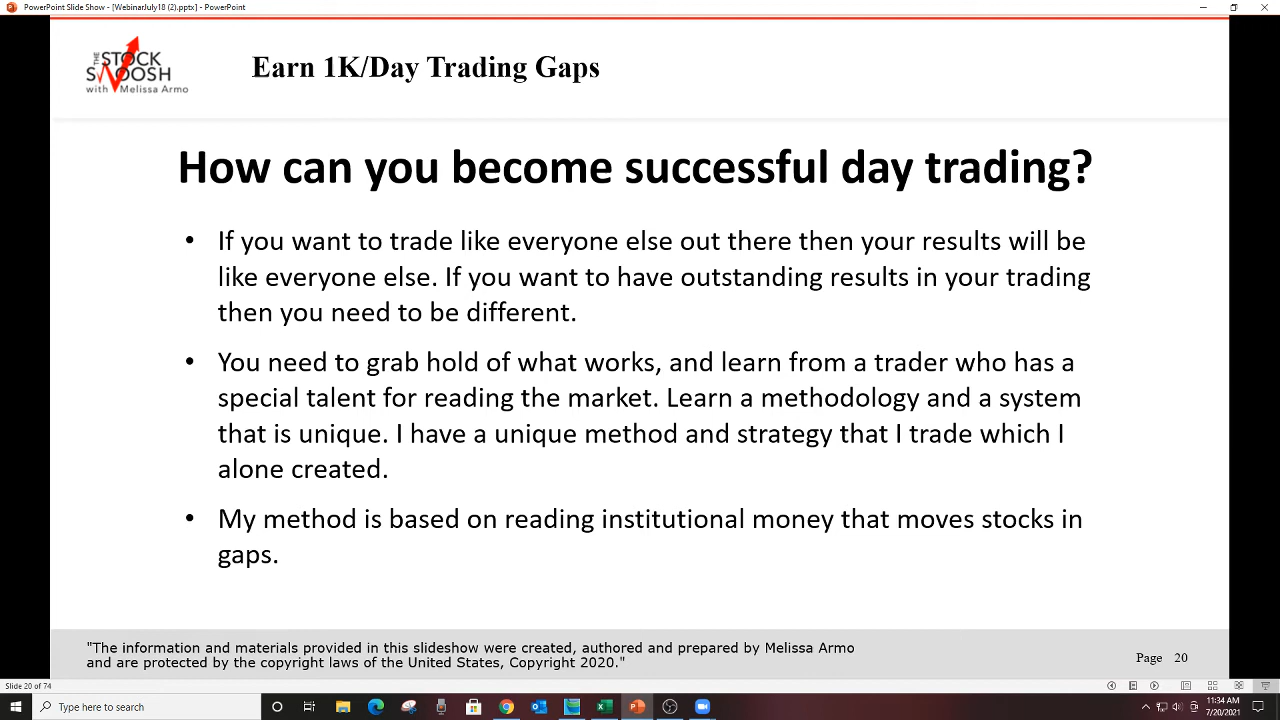 PowerPoint Slide Show - [WebinarJuly18 (2).pptx] - PowerPoint
THE STOCK
SWOOSH
with Melissa Armo
Earn 1K/Day Trading Gaps
How can you become successful day trading?
• If you want to trade like everyone else out there then your results will be
like everyone else. If you want to have outstanding results in your trading
then you need to be different.
• You need to grab hold of what works, and learn from a trader who has a
special talent for reading the market. Learn a methodology and a system
that is unique. I have a unique method and strategy that I trade which I
alone created.
• My method is based on reading institutional money that moves stocks in
gaps.
"The information and materials provided in this slideshow were created, authored and prepared by Melissa Armo
and are protected by the copyright laws of the United States, Copyright 2020."
Page 20
Slide 20 of 74
Type here to search
11:34 AM
7/20/2021